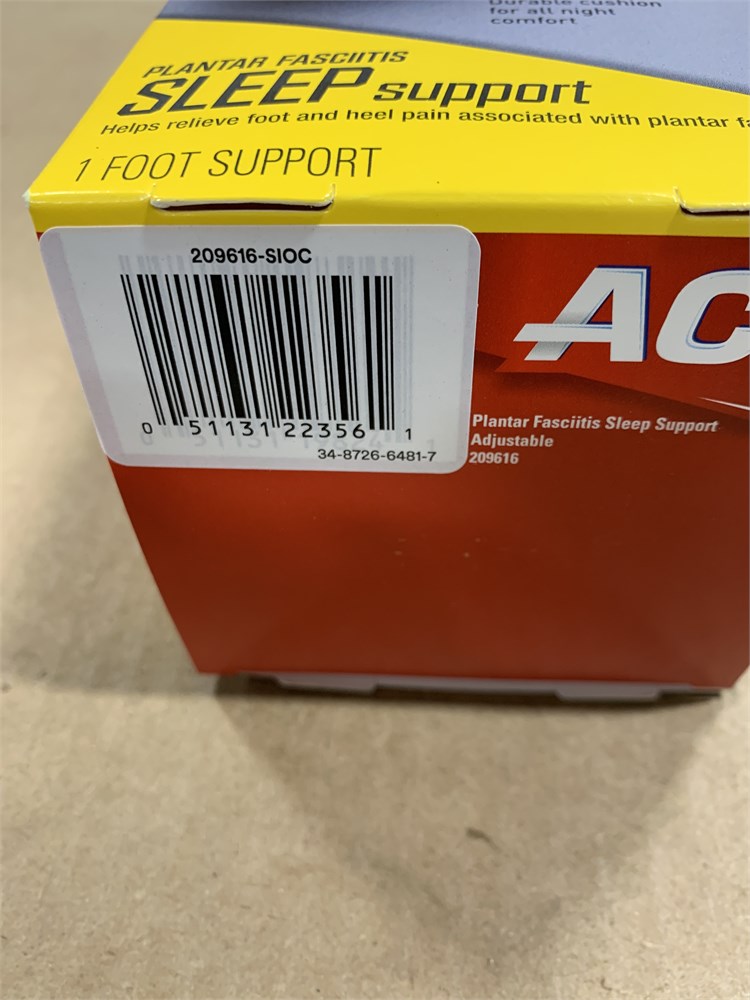 Durable cushion
for all night
comfort
PLANTAR FASCIITIS
SLEEP support
Helps relieve foot and heel pain associated with plantar
1 FOOT SUPPORT
209616-SIOC
0 51131 22356 1
34-8726-6481-7
AC
Plantar Fasciitis Sleep Support
Adjustable
209616